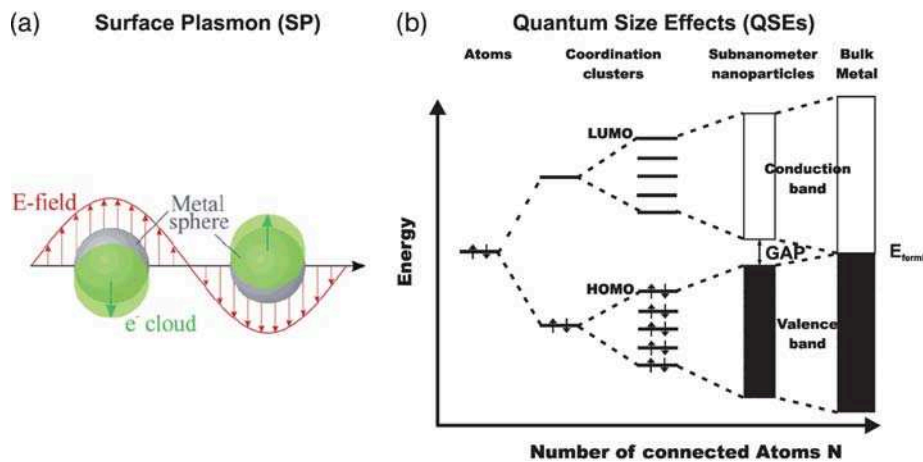 (a) Surface Plasmon (SP)
E-field
Metal
sphere
e⁻ cloud
(b) Quantum Size Effects (QSEs)
Atoms
Coordination
clusters
Subnanometer
nanoparticles
Bulk
Metal
LUMO
Conduction
band
GAP
E_fermi
HOMO
Valence
band
Energy
Number of connected Atoms N